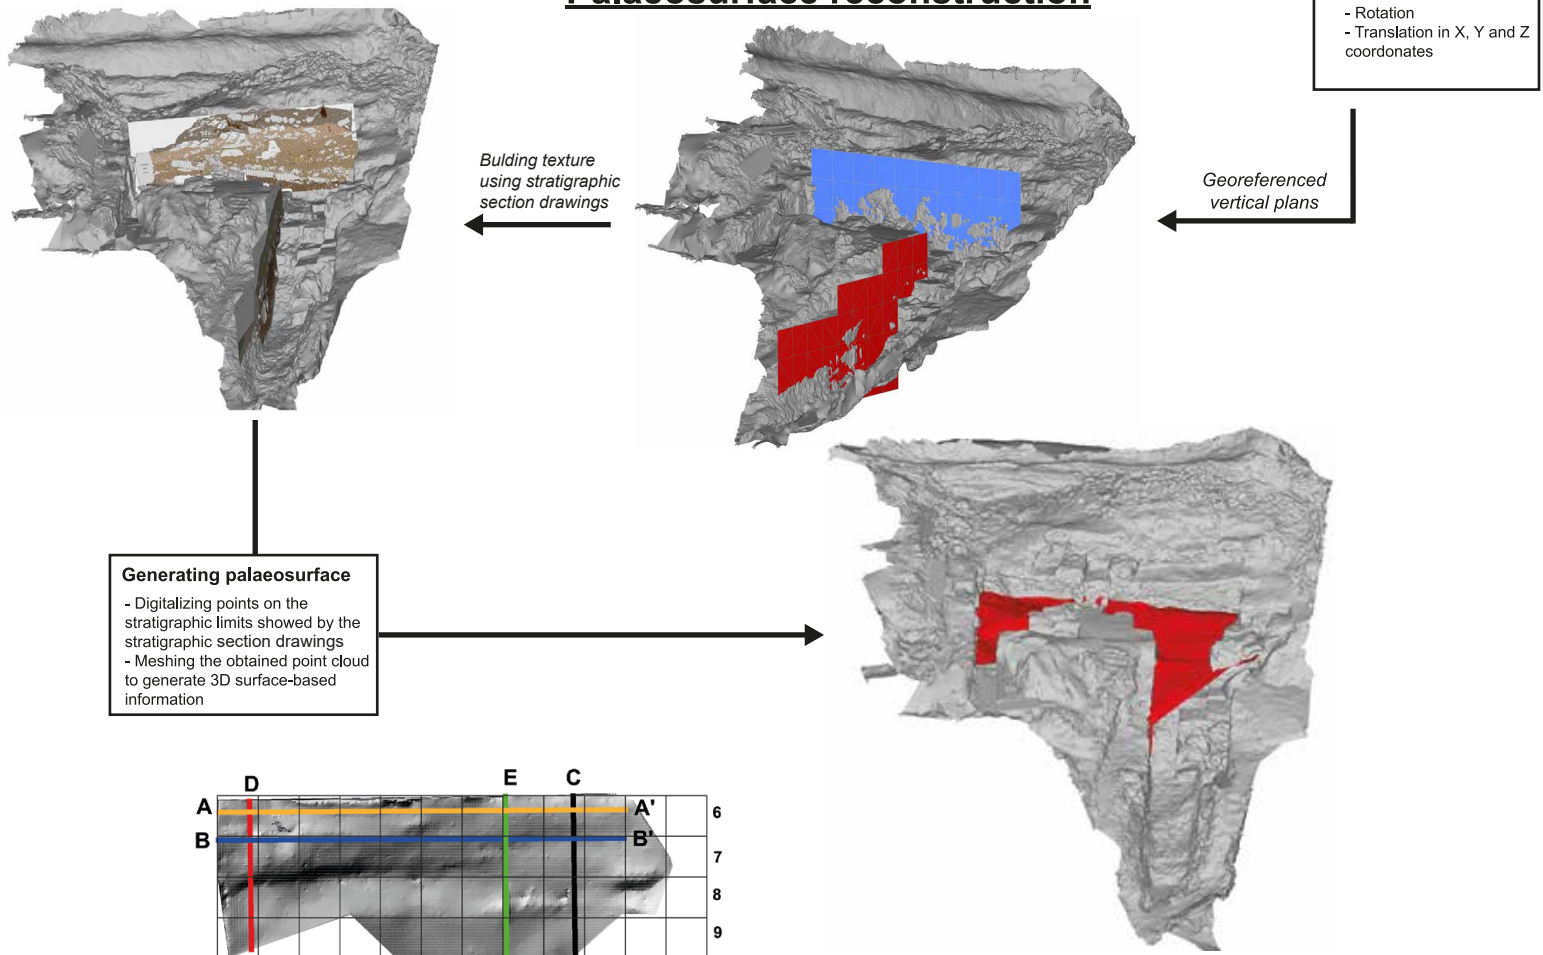 Palaeosurface reconstruction
- Rotation
- Translation in X, Y and Z
coordonates
Bulding texture
using stratigraphic
section drawings
Georeferenced
vertical plans
Generating palaeosurface
- Digitalizing points on the
stratigraphic limits showed by the
stratigraphic section drawings
- Meshing the obtained point cloud
to generate 3D surface-based
information
D E C
A A' 6
B B'
7
8
9